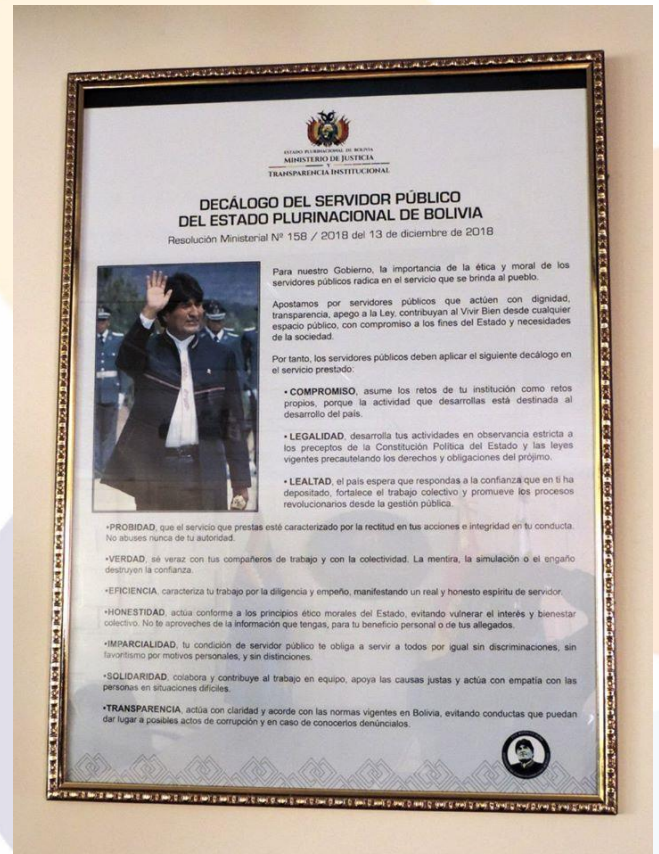 ESTADO PLURINACIONAL DE BOLIVIA
MINISTERIO DE JUSTICIA
Y
TRANSPARENCIA INSTITUCIONAL
DECÁLOGO DEL SERVIDOR PÚBLICO
DEL ESTADO PLURINACIONAL DE BOLIVIA
Resolución Ministerial Nº 158 / 2018 del 13 de diciembre de 2018
Para nuestro Gobierno, la importancia de la ética y moral de los
servidores públicos radica en el servicio que se brinda al pueblo.
Apostamos por servidores públicos que actúen con dignidad,
transparencia, apego a la Ley, contribuyan al Vivir Bien desde cualquier
espacio público, con compromiso a los fines del Estado y necesidades
de la sociedad.
Por tanto, los servidores públicos deben aplicar el siguiente decálogo en
el servicio prestado:
• COMPROMISO, asume los retos de tu institución como retos
propios, porque la actividad que desarrollas está destinada al
desarrollo del país.
• LEGALIDAD, desarrolla tus actividades en observancia estricta a
los preceptos de la Constitución Política del Estado y las leyes
vigentes precautelando los derechos y obligaciones del prójimo.
• LEALTAD, el país espera que respondas a la confianza que en ti ha
depositado, fortalece el trabajo colectivo y promueve los procesos
revolucionarios desde la gestión pública.
•PROBIDAD, que el servicio que prestas esté caracterizado por la rectitud en tus acciones e integridad en tu conducta.
No abuses nunca de tu autoridad.
•VERDAD, sé veraz con tus compañeros de trabajo y con la colectividad. La mentira, la simulación o el engaño
destruyen la confianza.
•EFICIENCIA, caracteriza tu trabajo por la diligencia y empeño, manifestando un real y honesto espíritu de servidor.
•HONESTIDAD, actúa conforme a los principios ético morales del Estado, evitando vulnerar el interés y bienestar
colectivo. No te aproveches de la información que tengas, para tu beneficio personal o de tus allegados.
•IMPARCIALIDAD, tu condición de servidor público te obliga a servir a todos por igual sin discriminaciones, sin
favoritismo por motivos personales, y sin distinciones.
•SOLIDARIDAD, colabora y contribuye al trabajo en equipo, apoya las causas justas y actúa con empatía con las
personas en situaciones difíciles.
•TRANSPARENCIA, actúa con claridad y acorde con las normas vigentes en Bolivia, evitando conductas que puedan
dar lugar a posibles actos de corrupción y en caso de conocerlos denúncialos.